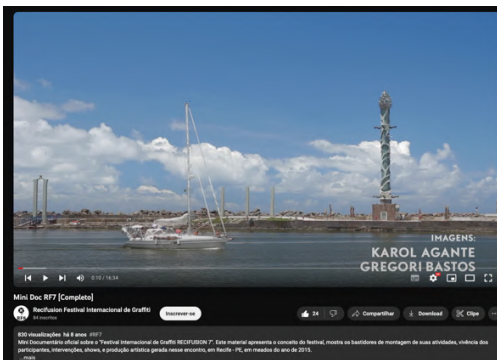 IMAGENS:
KAROL AGANTE
GREGORI BASTOS
0:15 / 16:34
Mini Doc RF7 [Completo]
Recifusion Festival Internacional de Graffiti
84 inscritos
Inscrever-se
24
Compartilhar
Download
Clipe
830 visualizações há 8 anos #RF7
Mini Documentário oficial sobre o "Festival Internacional de Graffiti RECIFUSION 7". Este material apresenta o conceito do festival, mostra os bastidores de montagem de suas atividades, vivência dos
participantes, intervenções, shows, e produção artística gerada nesse encontro, em Recife - PE, em meados do ano de 2015.
...mais